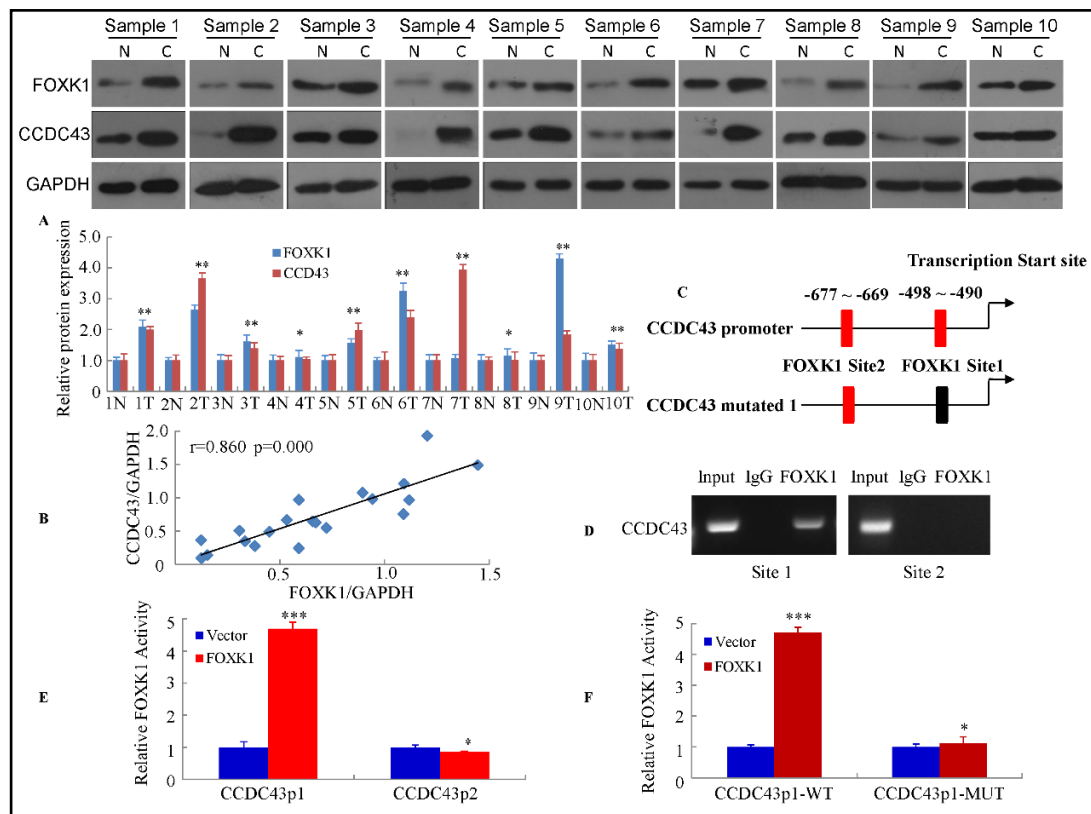 Sample 1 Sample 2 Sample 3 Sample 4 Sample 5 Sample 6 Sample 7 Sample 8 Sample 9 Sample 10
N C N C N C N C N C N C N C N C N C N C
FOXK1
CCDC43
GAPDH
A
Relative protein expression
5.0
4.0
3.0
2.0
1.0
0
FOXK1
CCD43
** ** ** * ** ** ** * ** **
1N 1T 2N 2T 3N 3T 4N 4T 5N 5T 6N 6T 7N 7T 8N 8T 9N 9T 10N 10T
C
Transcription Start site
-677 ~ -669 -498 ~ -490
CCDC43 promoter
FOXK1 Site2 FOXK1 Site1
CCDC43 mutated 1
B
CCDC43/GAPDH
2.0
1.5
1.0
0.5
0
r=0.860 p=0.000
0.5 1.0 1.5
FOXK1/GAPDH
D
Input IgG FOXK1 Input IgG FOXK1
CCDC43
Site 1 Site 2
E
Relative FOXK1 Activity
5
4
3
2
1
0
Vector
FOXK1
*** *
CCDC43p1 CCDC43p2
F
Relative FOXK1 Activity
5
4
3
2
1
0
Vector
FOXK1
*** *
CCDC43p1-WT CCDC43p1-MUT